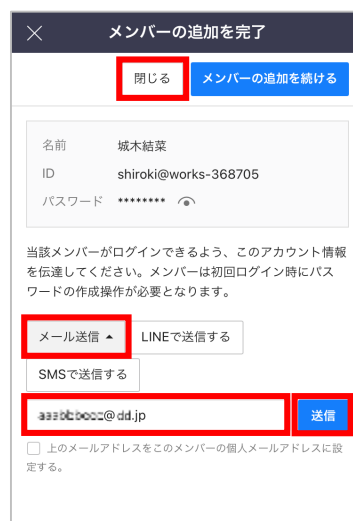 メンバーの追加を完了
閉じる
メンバーの追加を続ける
名前 城木結菜
ID shiroki@works-368705
パスワード ********
当該メンバーがログインできるよう、このアカウント情報
を伝達してください。メンバーは初回ログイン時にパス
ワードの作成操作が必要となります。
メール送信 ▲
LINEで送信する
SMSで送信する
@dd.jp
送信
上のメールアドレスをこのメンバーの個人メールアドレスに設
定する。